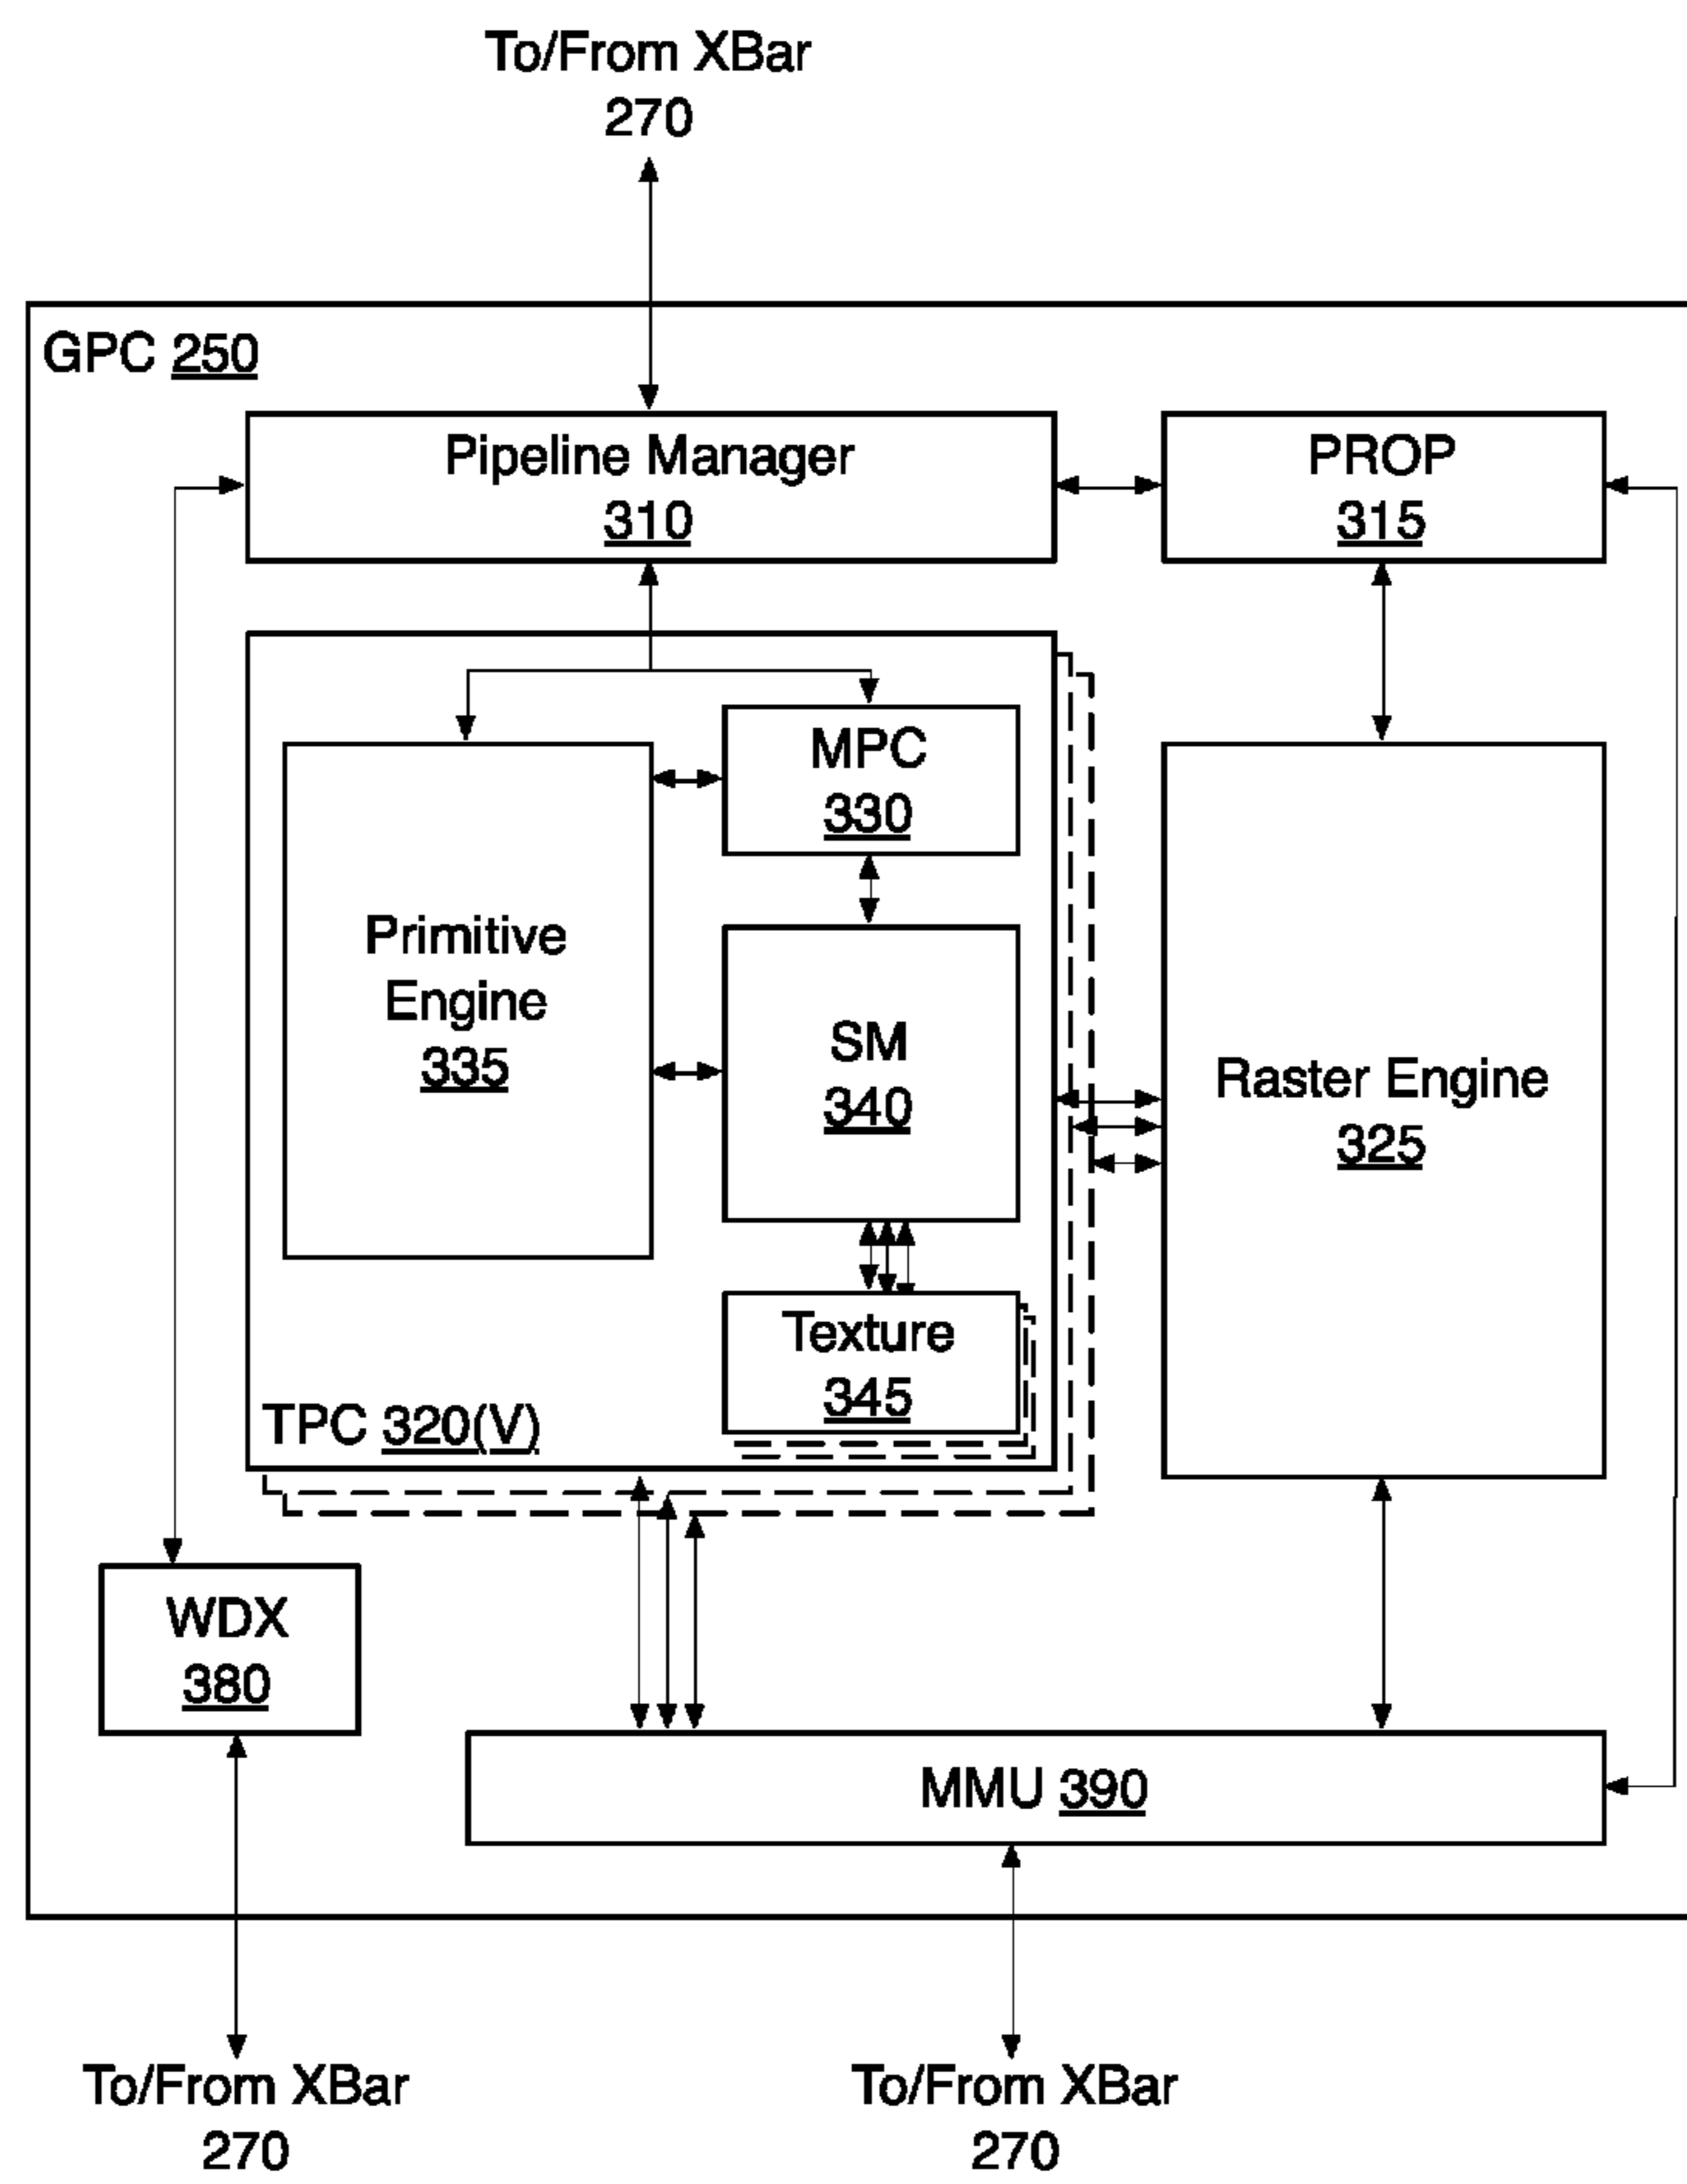 To/From XBar
270
GPC 250
Pipeline Manager
310
PROP
315
MPC
330
Primitive
Engine
335
SM
340
Raster Engine
325
Texture
345
TPC 320(V)
WDX
380
MMU 390
To/From XBar
270
To/From XBar
270